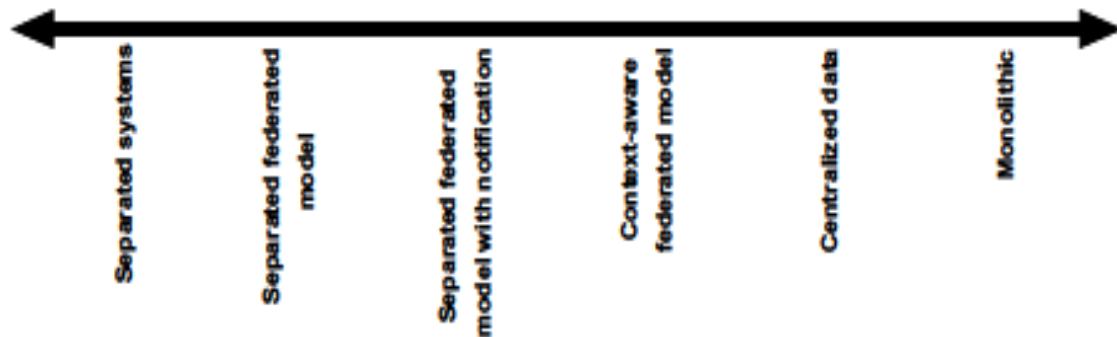 Separated systems
Separated federated
model
Separated federated
model with notification
Context-aware
federated model
Centralized data
Monolithic